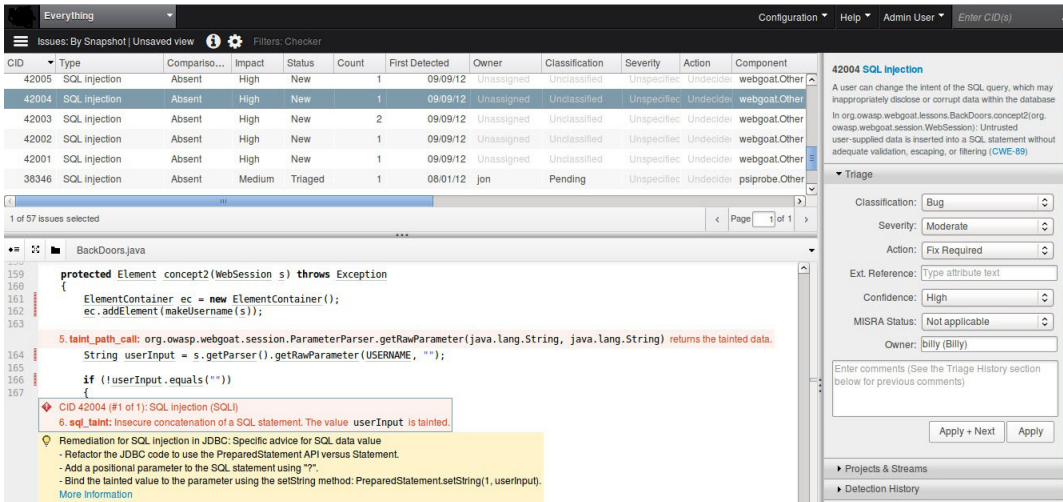 Everything
Configuration Help Admin User Enter CID(s)
Issues: By Snapshot | Unsaved view Filters: Checker
CID Type Compariso... Impact Status Count First Detected Owner Classification Severity Action Component
42005 SQL injection Absent High New 1 09/09/12 Unassigned Unclassified Unspecified Undecided webgoat.Other
42004 SQL injection Absent High New 1 09/09/12 Unassigned Unclassified Unspecified Undecided webgoat.Other
42003 SQL injection Absent High New 2 09/09/12 Unassigned Unclassified Unspecified Undecided webgoat.Other
42002 SQL injection Absent High New 1 09/09/12 Unassigned Unclassified Unspecified Undecided webgoat.Other
42001 SQL injection Absent High New 1 09/09/12 Unassigned Unclassified Unspecified Undecided webgoat.Other
38346 SQL injection Absent Medium Triaged 1 08/01/12 jon Pending Unspecified Undecided psiprobe.Other
1 of 57 issues selected
Page 1 of 1
BackDoors.java
159 protected Element concept2(WebSession s) throws Exception
160 {
161 ElementContainer ec = new ElementContainer();
162 ec.addElement(makeUsername(s));
163
5. taint_path_call: org.owasp.webgoat.session.ParameterParser.getRawParameter(java.lang.String, java.lang.String) returns the tainted data.
164 String userInput = s.getParser().getRawParameter(USERNAME, "");
165
166 if (!userInput.equals(""))
167 {
CID 42004 (#1 of 1): SQL injection (SQLI)
6. sql_taint: Insecure concatenation of a SQL statement. The value userInput is tainted.
Remediation for SQL injection in JDBC: Specific advice for SQL data value
- Refactor the JDBC code to use the PreparedStatement API versus Statement.
- Add a positional parameter to the SQL statement using "?".
- Bind the tainted value to the parameter using the setString method: PreparedStatement.setString(1, userInput).
More Information
42004 SQL injection
A user can change the intent of the SQL query, which may
inappropriately disclose or corrupt data within the database
In org.owasp.webgoat.lessons.BackDoors.concept2(org.
owasp.webgoat.session.WebSession): Untrusted
user-supplied data is inserted into a SQL statement without
adequate validation, escaping, or filtering (CWE-89)
Triage
Classification: Bug
Severity: Moderate
Action: Fix Required
Ext. Reference: Type attribute text
Confidence: High
MISRA Status: Not applicable
Owner: billy (Billy)
Enter comments (See the Triage History section
below for previous comments)
Apply + Next Apply
Projects & Streams
Detection History